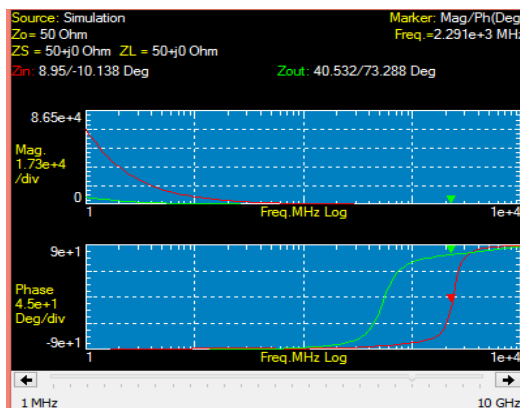 Source: Simulation Marker: Mag/Ph(Deg
Zo= 50 Ohm Freq.=2.291e+3 MHz
ZS = 50+j0 Ohm ZL = 50+j0 Ohm
Zin: 8.95/-10.138 Deg Zout: 40.532/73.288 Deg
8.65e+4
Mag.
1.73e+4
/div
0
1 Freq.MHz Log 1e+4
9e+1
Phase
4.5e+1
Deg/div
-9e+1
1 Freq.MHz Log 1e+4
1 MHz 10 GHz